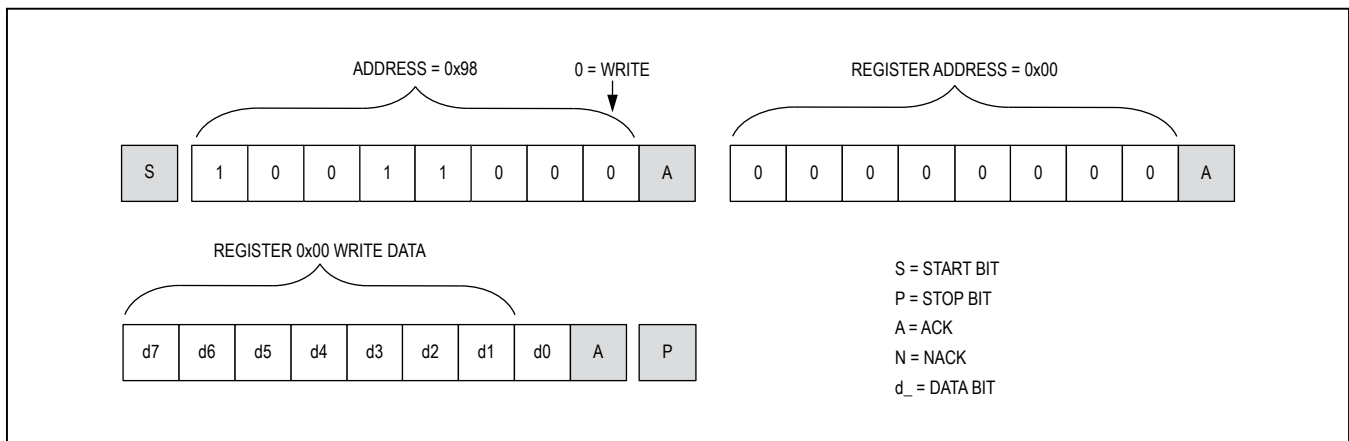 ADDRESS = 0x98 0 = WRITE REGISTER ADDRESS = 0x00
S 1 0 0 1 1 0 0 0 A 0 0 0 0 0 0 0 0 A
REGISTER 0x00 WRITE DATA
d7 d6 d5 d4 d3 d2 d1 d0 A P
S = START BIT
P = STOP BIT
A = ACK
N = NACK
d_ = DATA BIT